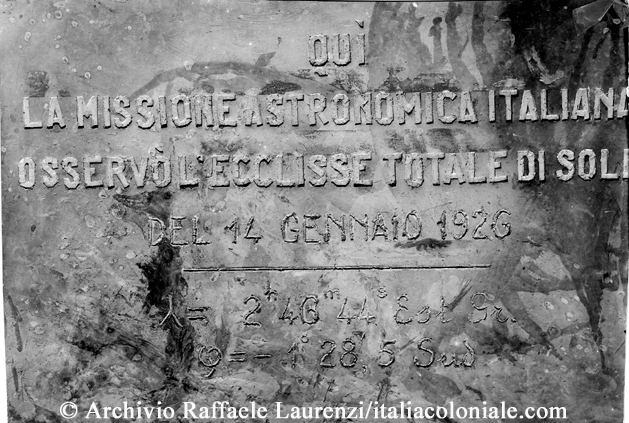 QUÌ
LA MISSIONE ASTRONOMICA ITALIANA
OSSERVÒ L'ECCLISSE TOTALE DI SOLE
DEL 14 GENNAIO 1926
λ= 2ʰ 46ᵐ 44ˢ Est Gr.
φ=- 1° 28',5 Sud
© Archivio Raffaele Laurenzi/italiacoloniale.com